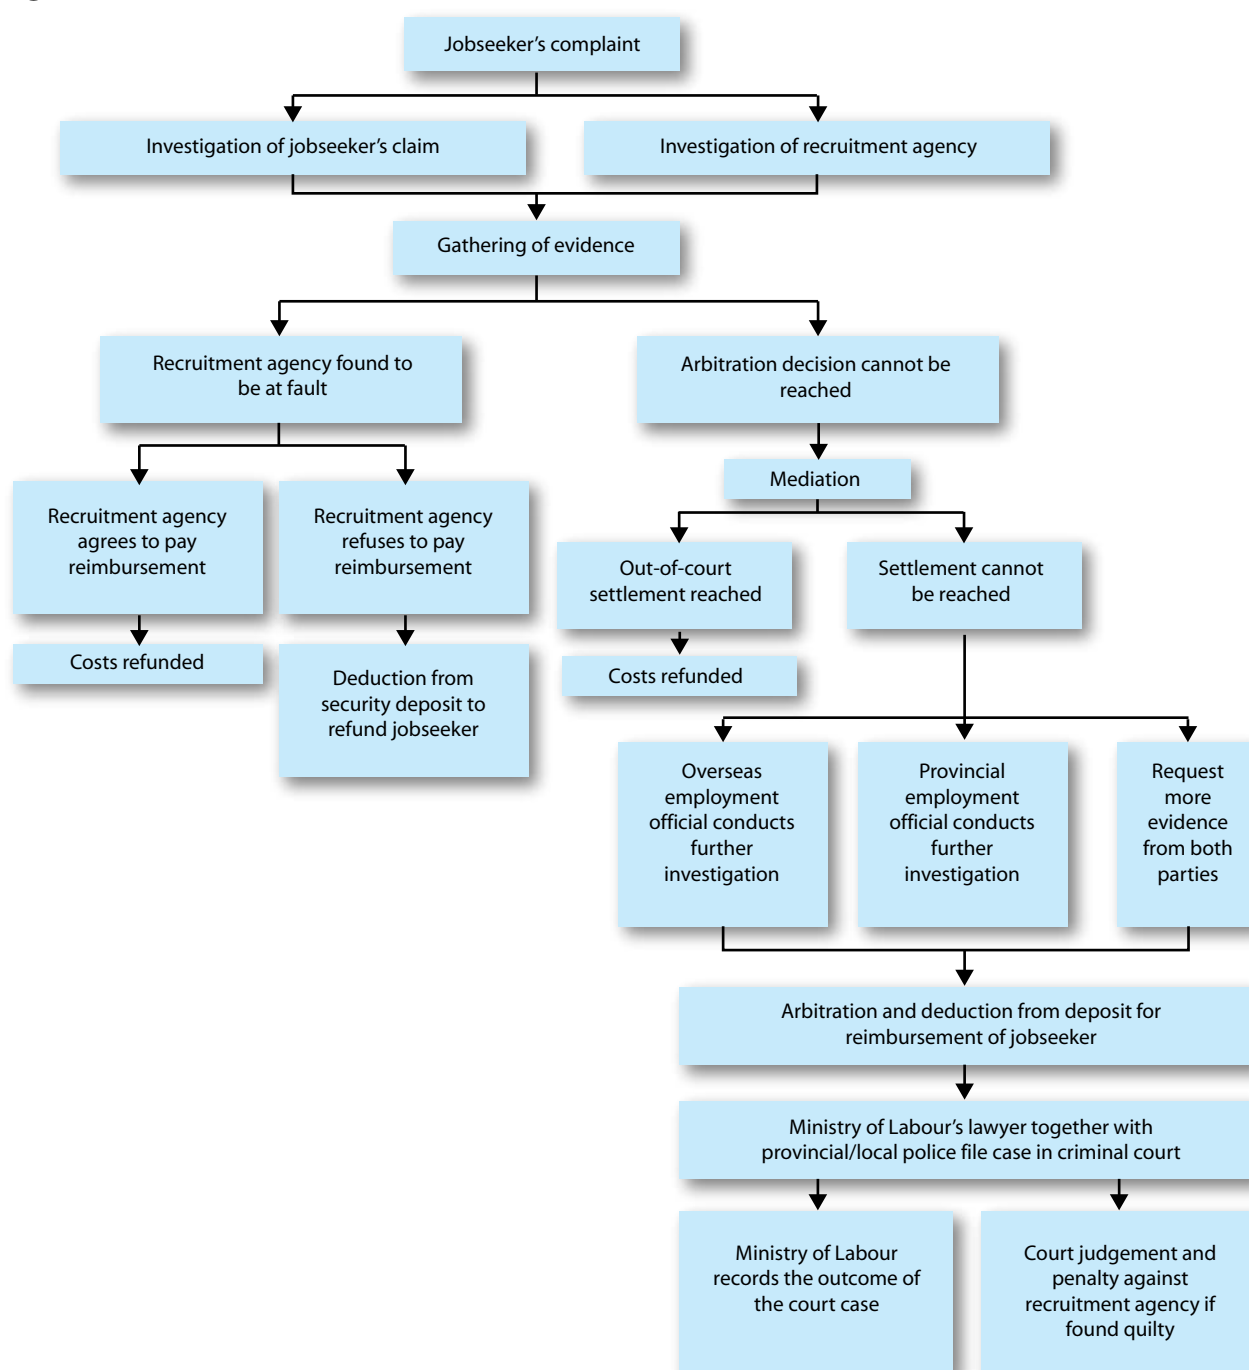 Jobseeker's complaint
Investigation of jobseeker's claim
Investigation of recruitment agency
Gathering of evidence
Recruitment agency found to
be at fault
Arbitration decision cannot be
reached
Mediation
Recruitment agency
agrees to pay
reimbursement
Recruitment agency
refuses to pay
reimbursement
Out-of-court
settlement reached
Settlement cannot
be reached
Costs refunded
Deduction from
security deposit to
refund jobseeker
Costs refunded
Overseas
employment
official conducts
further
investigation
Provincial
employment
official conducts
further
investigation
Request
more
evidence
from both
parties
Arbitration and deduction from deposit for
reimbursement of jobseeker
Ministry of Labour's lawyer together with
provincial/local police file case in criminal court
Ministry of Labour
records the outcome of
the court case
Court judgement and
penalty against
recruitment agency if
found quilty